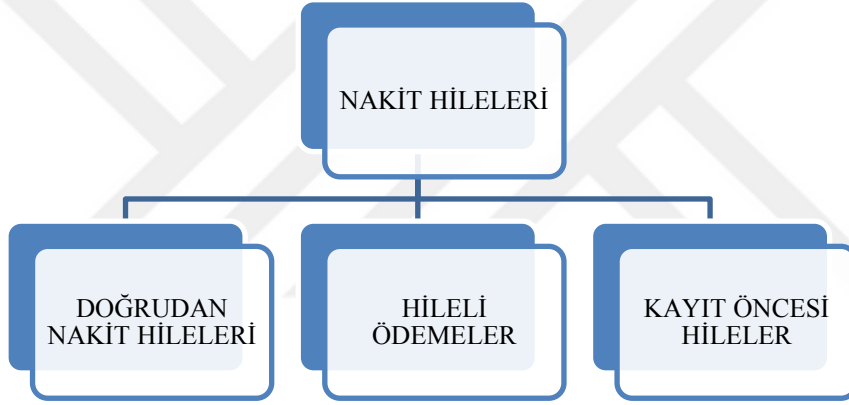 NAKİT HİLELERİ
DOĞRUDAN
NAKİT HİLELERİ
HİLELİ
ÖDEMELER
KAYIT ÖNCESİ
HİLELER